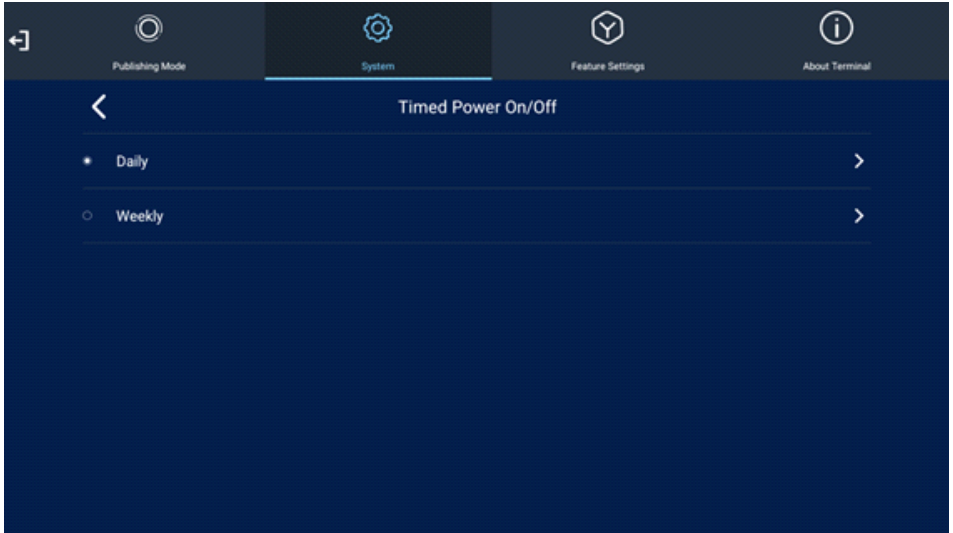 Publishing Mode
System
Feature Settings
About Terminal
Timed Power On/Off
Daily
Weekly